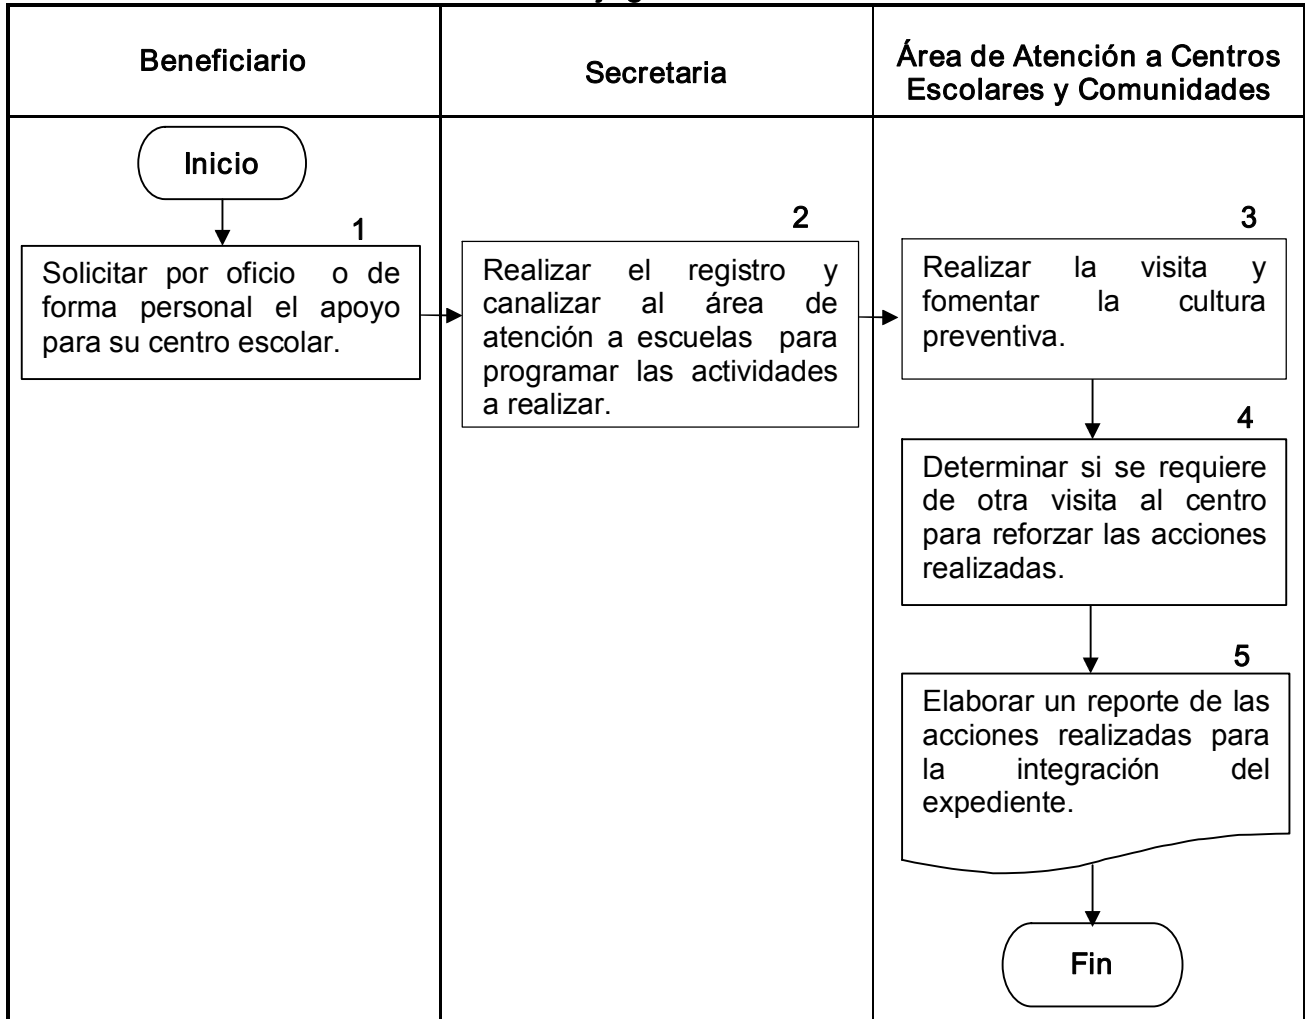 Beneficiario
Secretaria
Área de Atención a Centros
Escolares y Comunidades
Inicio
1
Solicitar por oficio o de
forma personal el apoyo
para su centro escolar.
2
Realizar el registro y
canalizar al área de
atención a escuelas para
programar las actividades
a realizar.
3
Realizar la visita y
fomentar la cultura
preventiva.
4
Determinar si se requiere
de otra visita al centro
para reforzar las acciones
realizadas.
5
Elaborar un reporte de las
acciones realizadas para
la integración del
expediente.
Fin